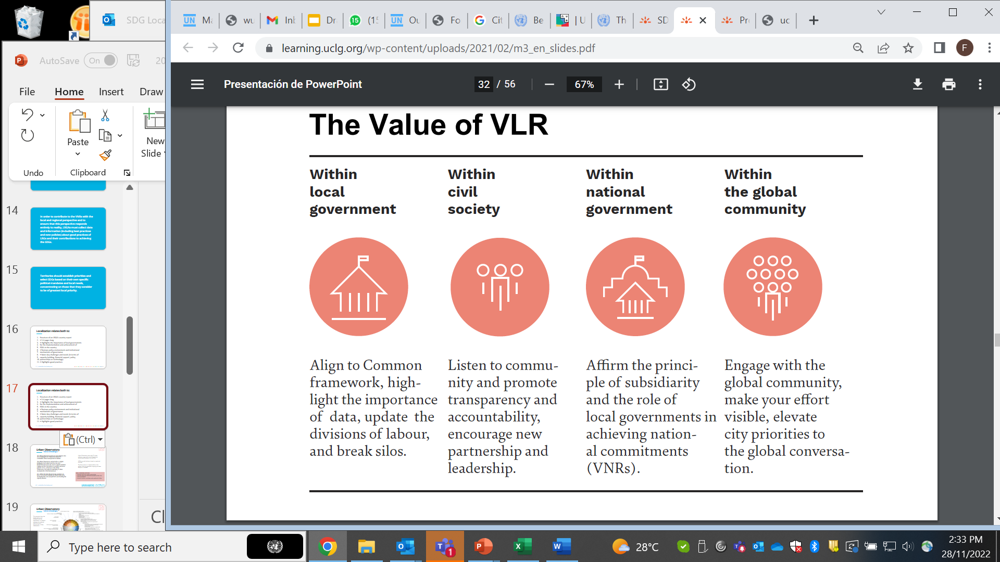 SDG Loca
AutoSave
On
20
File
Home
Insert
Draw
Paste
New
Slide
Undo
Clipboard
14
In order to contribute to the VNRs with the
local and regional perspective and to
ensure that this perspective responds
entirely to reality, LRGAs must collect data
and information (including best practices
and new policies) about good practices of
LRGs and their contributions to achieving
the SDGs.
15
Territories should establish priorities and
select SDGs based on their own specific
political mandates and local needs,
concentrating on those that they consider
to be of greatest local priority.
16
Localization relates both to:
17
Localization relates both to:
(Ctrl)
18
Urban Observatory
19
Urban Observatory
Cl
UN
Ma
wu
Inb
Dra
15
(15
UN
Ou
Fo
Cit
Be
| U
Th
SD
Pre
uc
learning.uclg.org/wp-content/uploads/2021/02/m3_en_slides.pdf
F
Presentación de PowerPoint
32 / 56
67%
The Value of VLR
Within
local
government
Align to Common
framework, high-
light the importance
of data, update the
divisions of labour,
and break silos.
Within
civil
society
Listen to commu-
nity and promote
transparency and
accountability,
encourage new
partnership and
leadership.
Within
national
government
Affirm the princi-
ple of subsidiarity
and the role of
local governments in
achieving nation-
al commitments
(VNRs).
Within
the global
community
Engage with the
global community,
make your effort
visible, elevate
city priorities to
the global conversa-
tion.
Type here to search
1
28°C
2:33 PM
28/11/2022